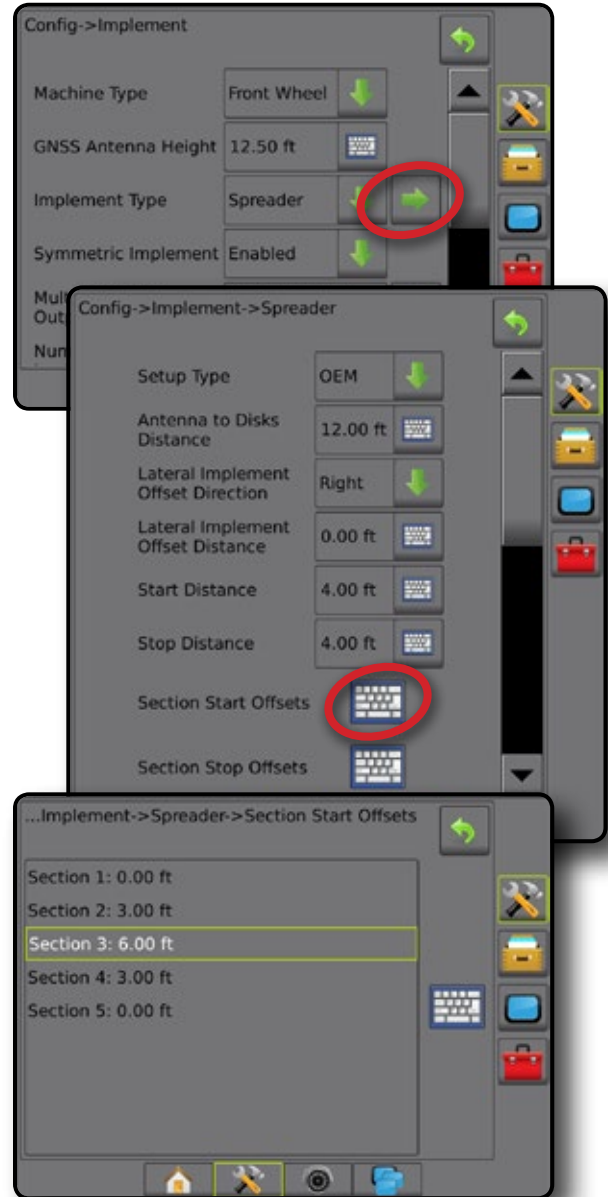 Config->Implement
Machine Type Front Wheel
GNSS Antenna Height 12.50 ft
Implement Type Spreader
Symmetric Implement Enabled
Config->Implement->Spreader
Setup Type OEM
Antenna to Disks
Distance 12.00 ft
Lateral Implement
Offset Direction Right
Lateral Implement
Offset Distance 0.00 ft
Start Distance 4.00 ft
Stop Distance 4.00 ft
Section Start Offsets
Section Stop Offsets
...Implement->Spreader->Section Start Offsets
Section 1: 0.00 ft
Section 2: 3.00 ft
Section 3: 6.00 ft
Section 4: 3.00 ft
Section 5: 0.00 ft